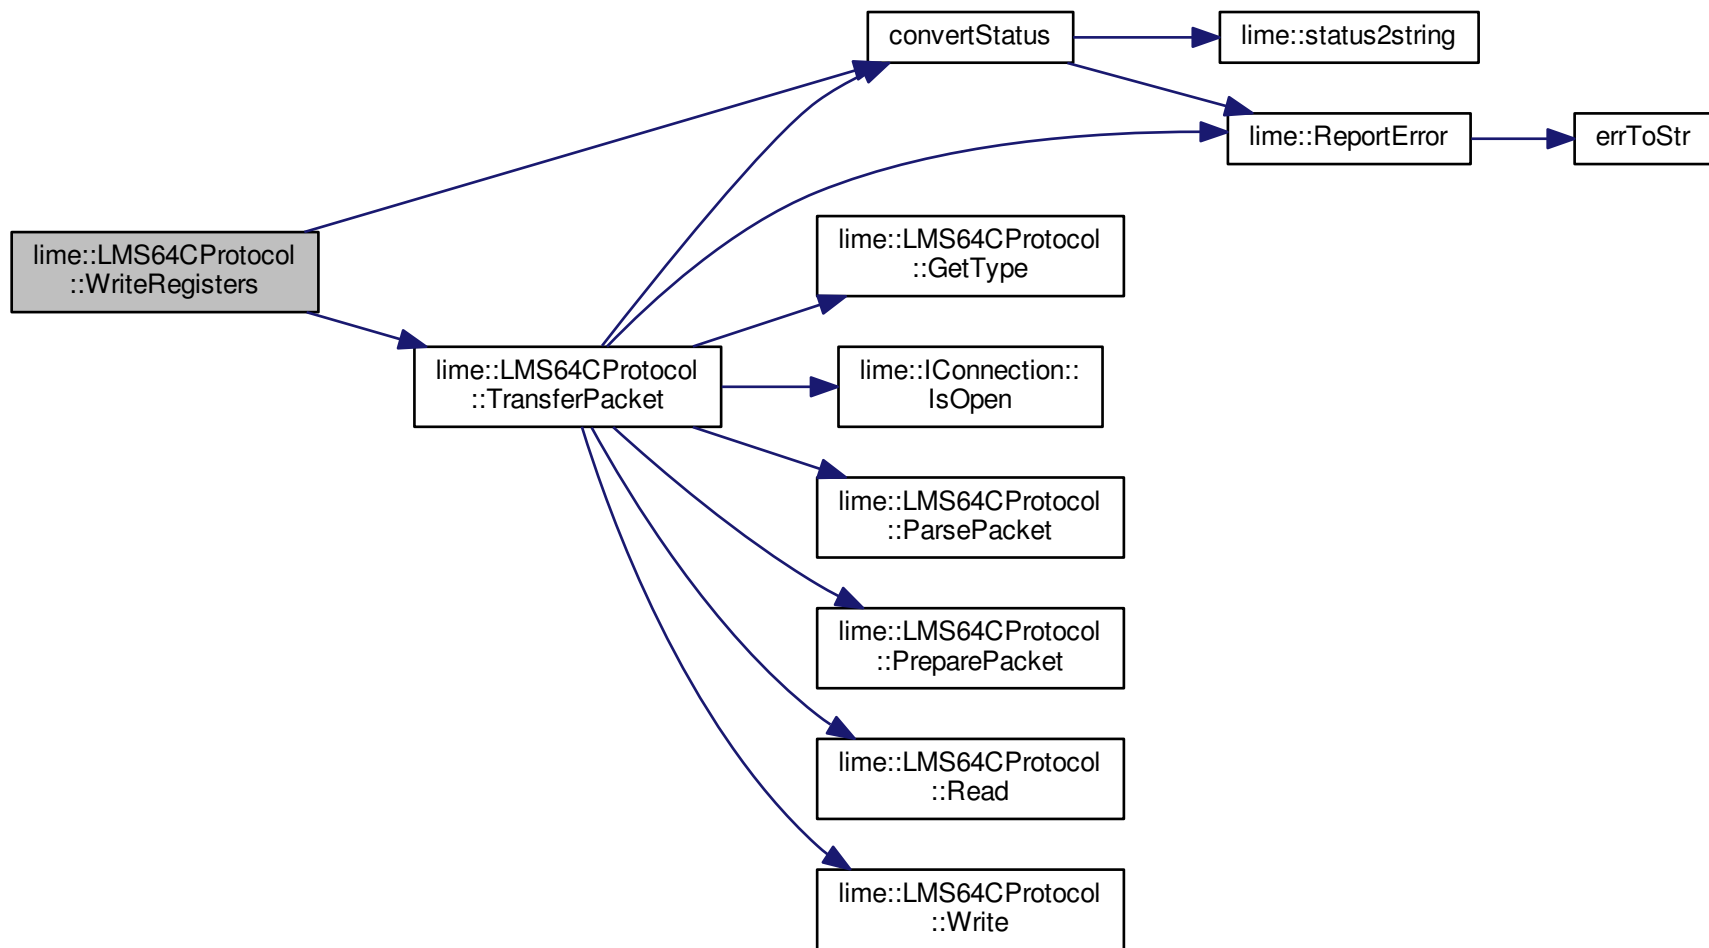 convertStatus
lime::status2string
lime::ReportError
errToStr
lime::LMS64CProtocol
::WriteRegisters
lime::LMS64CProtocol
::GetType
lime::LMS64CProtocol
::TransferPacket
lime::IConnection::
IsOpen
lime::LMS64CProtocol
::ParsePacket
lime::LMS64CProtocol
::PreparePacket
lime::LMS64CProtocol
::Read
lime::LMS64CProtocol
::Write